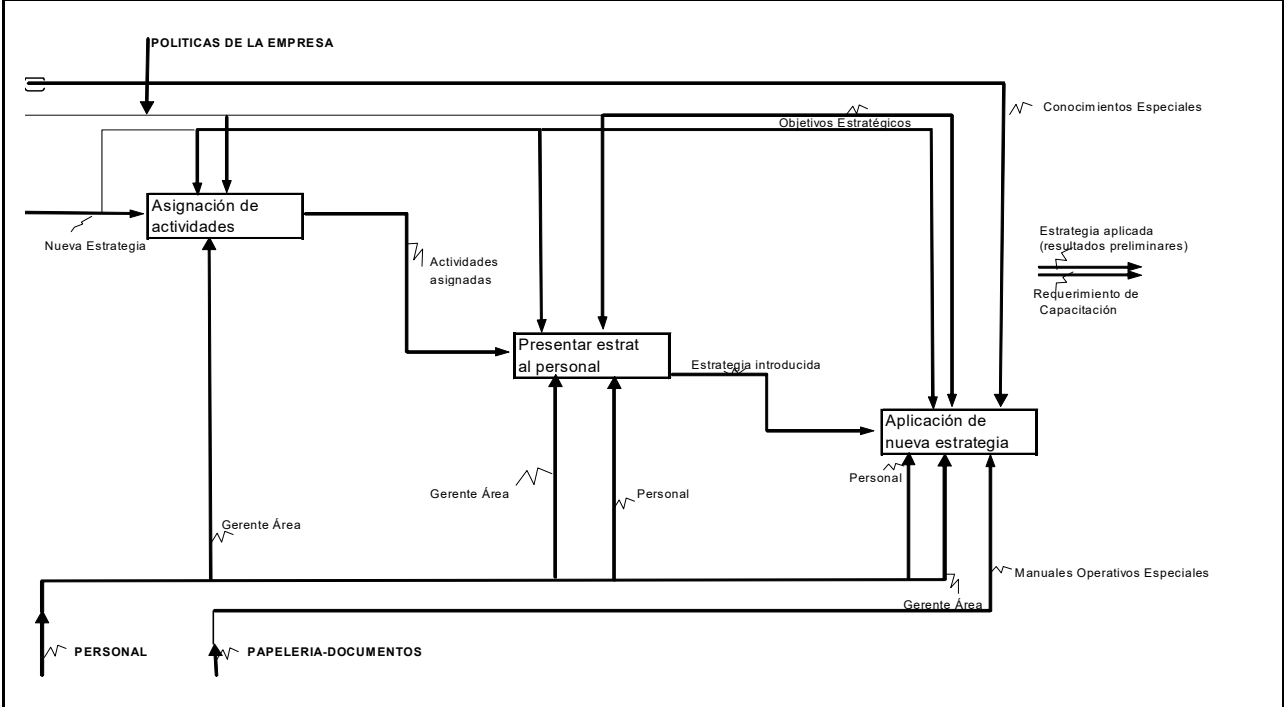 POLITICAS DE LA EMPRESA
Conocimientos Especiales
Objetivos Estratégicos
Asignación de
actividades
Nueva Estrategia
Estrategia aplicada
(resultados preliminares)
Actividades
asignadas
Requerimiento de
Capacitación
Presentar estrat
al personal
Estrategia introducida
Aplicación de
nueva estrategia
Personal
Gerente Área
Personal
Gerente Área
Manuales Operativos Especiales
Gerente Área
PERSONAL
PAPELERIA-DOCUMENTOS